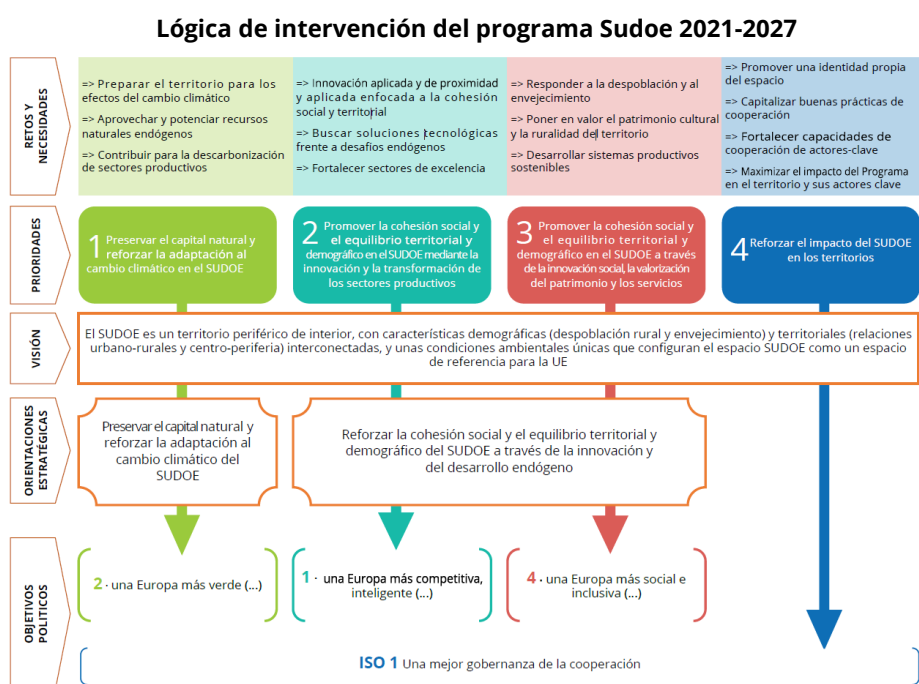 Lógica de intervención del programa Sudoe 2021-2027
RETOS Y
NECESIDADES
=> Preparar el territorio para los
efectos del cambio climático
=> Aprovechar y potenciar recursos
naturales endógenos
=> Contribuir para la descarbonización
de sectores productivos
=> Innovación aplicada y de proximidad
y aplicada enfocada a la cohesión
social y territorial
=> Buscar soluciones tecnológicas
frente a desafíos endógenos
=> Fortalecer sectores de excelencia
=> Responder a la despoblación y al
envejecimiento
=> Poner en valor el patrimonio cultural
y la ruralidad del territorio
=> Desarrollar sistemas productivos
sostenibles
=> Promover una identidad propia
del espacio
=> Capitalizar buenas prácticas de
cooperación
=> Fortalecer capacidades de
cooperación de actores-clave
=> Maximizar el impacto del Programa
en el territorio y sus actores clave
PRIORIDADES
1 Preservar el capital natural y
reforzar la adaptación al
cambio climático en el SUDOE
2 Promover la cohesión social y
el equilibrio territorial y
demográfico en el SUDOE mediante la
innovación y la transformación de
los sectores productivos
3 Promover la cohesión social y
el equilibrio territorial y
demográfico en el SUDOE a través
de la innovación social, la valorización
del patrimonio y los servicios
4 Reforzar el impacto del SUDOE
en los territorios
VISIÓN
El SUDOE es un territorio periférico de interior, con características demográficas (despoblación rural y envejecimiento) y territoriales (relaciones
urbano-rurales y centro-periferia) interconectadas, y unas condiciones ambientales únicas que configuran el espacio SUDOE como un espacio
de referencia para la UE
ORIENTACIONES
ESTRATÉGICAS
Preservar el capital natural y
reforzar la adaptación al
cambio climático del
SUDOE
Reforzar la cohesión social y el equilibrio territorial y
demográfico del SUDOE a través de la innovación y
del desarrollo endógeno
OBJETIVOS
POLITICOS
2 · una Europa más verde (...)
1 · una Europa más competitiva,
inteligente (...)
4 · una Europa más social e
inclusiva (...)
ISO 1 Una mejor gobernanza de la cooperación